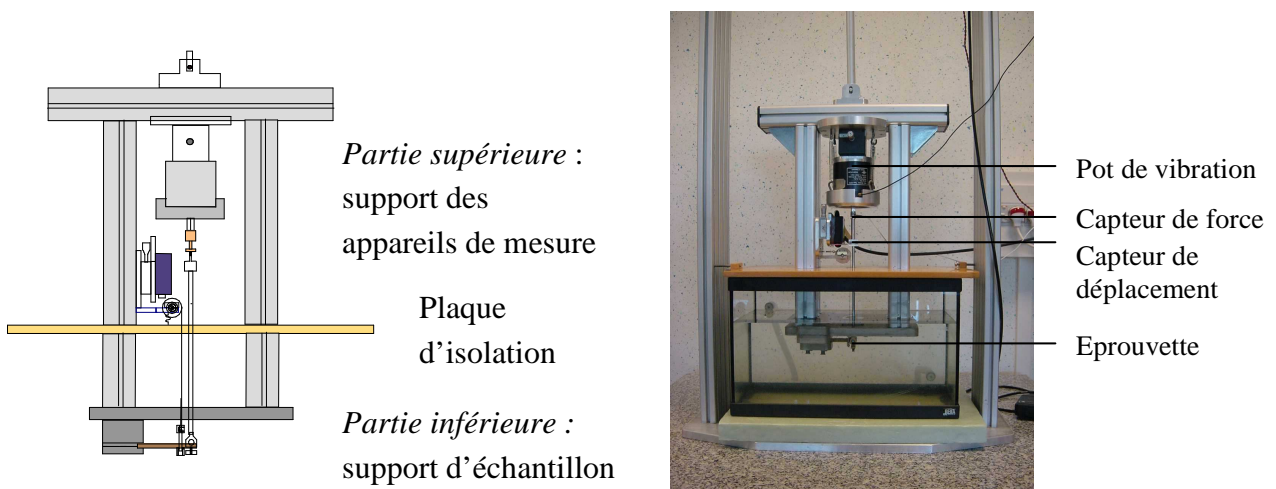 Partie supérieure :
support des
appareils de mesure
Plaque
d’isolation
Partie inférieure :
support d’échantillon
Pot de vibration
Capteur de force
Capteur de
déplacement
Eprouvette